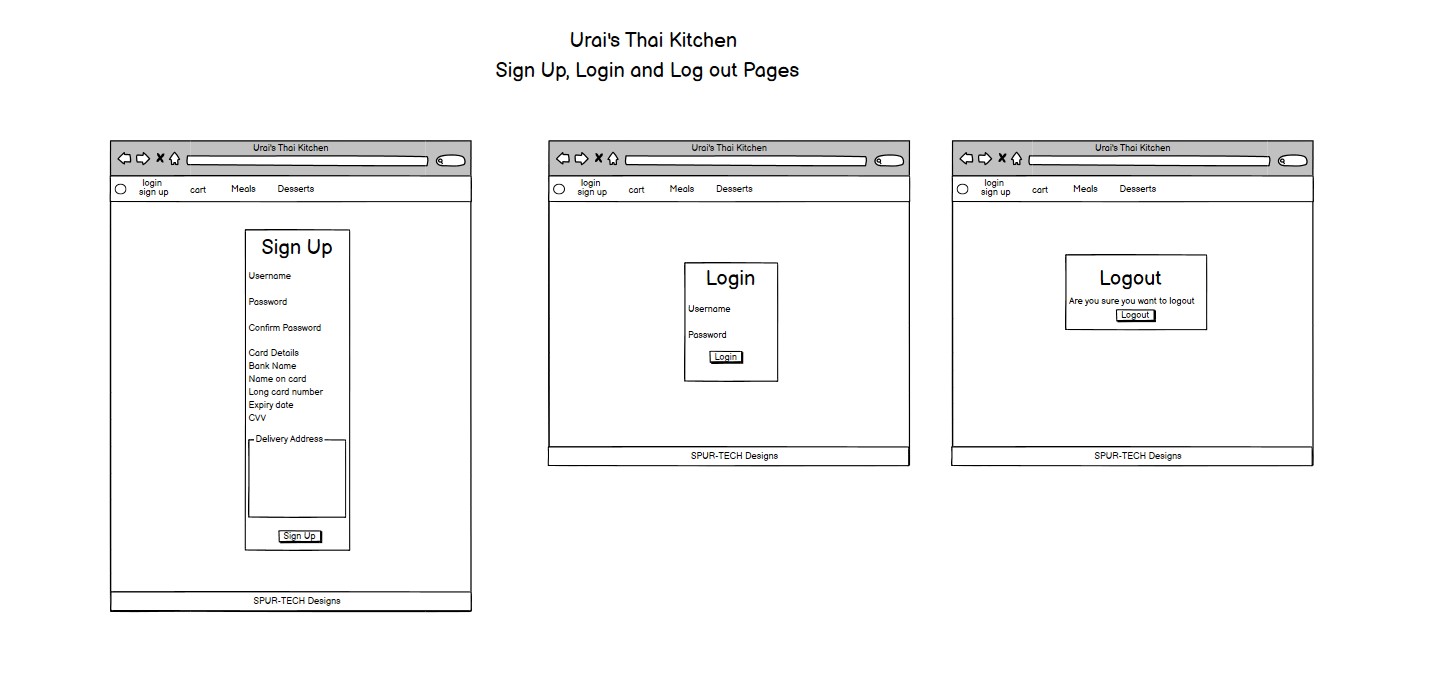 Urai's Thai Kitchen
Sign Up, Login and Log out Pages
Urai's Thai Kitchen
login
sign up
cart
Meals
Desserts
Sign Up
Username
Password
Confirm Password
Card Details
Bank Name
Name on card
Long card number
Expiry date
CVV
Delivery Address
Sign Up
SPUR-TECH Designs
Urai's Thai Kitchen
login
sign up
cart
Meals
Desserts
Login
Username
Password
Login
SPUR-TECH Designs
Urai's Thai Kitchen
login
sign up
cart
Meals
Desserts
Logout
Are you sure you want to logout
Logout
SPUR-TECH Designs